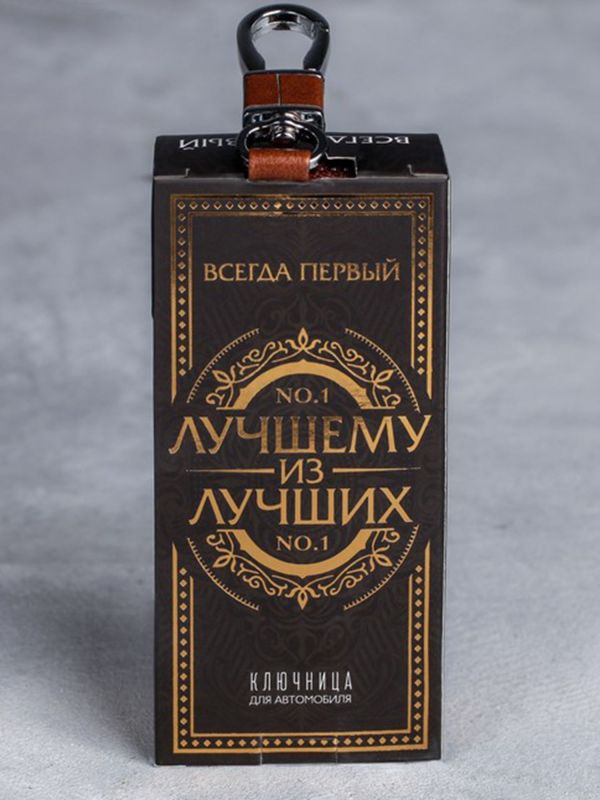 ВСЕГДА ПЕРВЫЙ
NO.1
ЛУЧШЕМУ
ИЗ
ЛУЧШИХ
NO.1
КЛЮЧНИЦА
ДЛЯ АВТОМОБИЛЯ